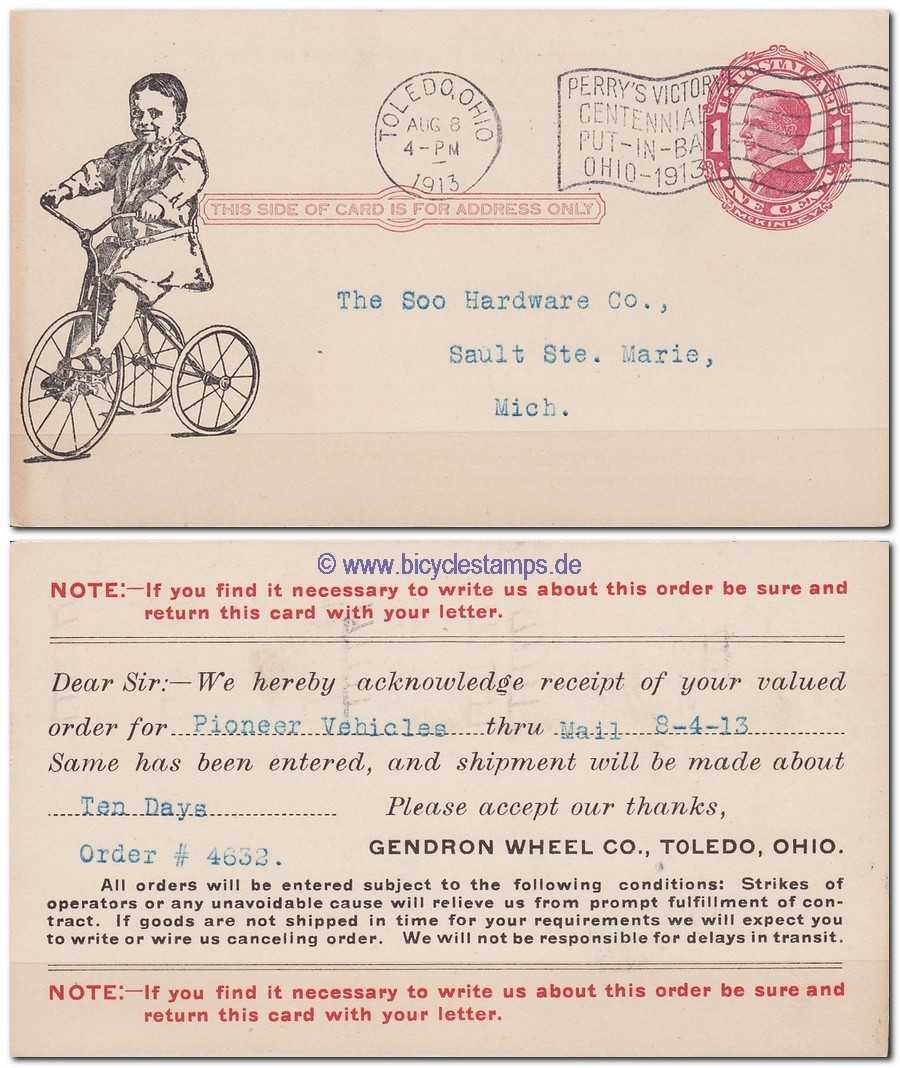 TOLEDO, OHIO
AUG 8
4-PM
1913
PERRY'S VICTORY
CENTENNIAL
PUT-IN-BA
OHIO-1913
U.S. POSTAL CARD
1 1
ONE CENT
McKINLEY
THIS SIDE OF CARD IS FOR ADDRESS ONLY
The Soo Hardware Co.,
Sault Ste. Marie,
Mich.
© www.bicyclestamps.de
NOTE:—If you find it necessary to write us about this order be sure and
return this card with your letter.
Dear Sir:—We hereby acknowledge receipt of your valued
order for Pioneer Vehicles thru Mail 8-4-13
Same has been entered, and shipment will be made about
Ten Days Please accept our thanks,
Order # 4632. GENDRON WHEEL CO., TOLEDO, OHIO.
All orders will be entered subject to the following conditions: Strikes of
operators or any unavoidable cause will relieve us from prompt fulfillment of con-
tract. If goods are not shipped in time for your requirements we will expect you
to write or wire us canceling order. We will not be responsible for delays in transit.
NOTE:—If you find it necessary to write us about this order be sure and
return this card with your letter.